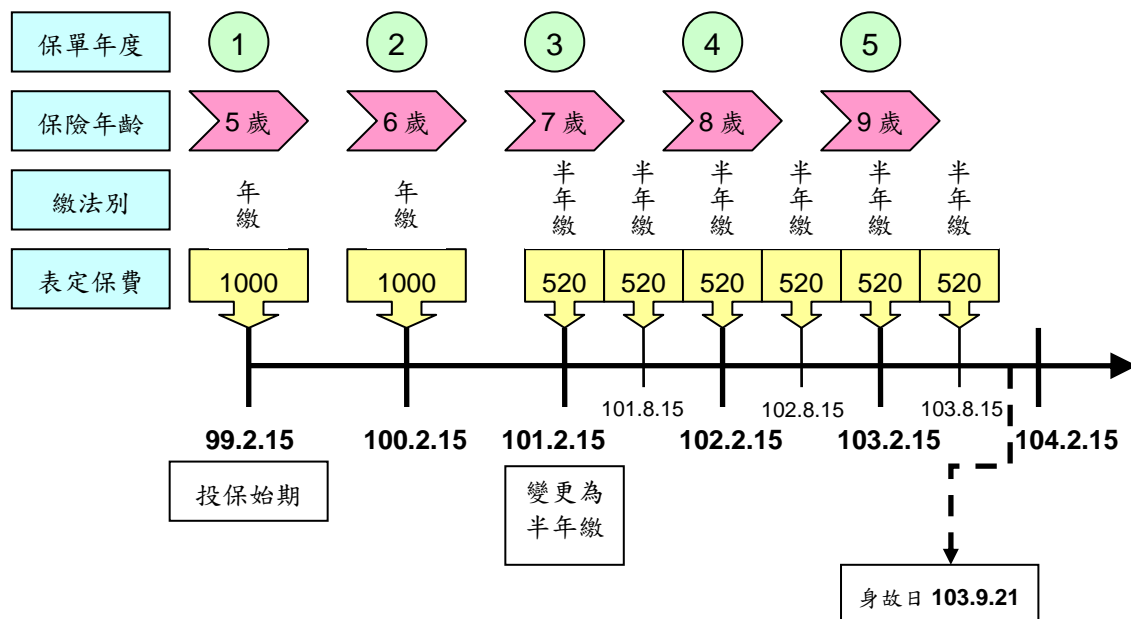 保單年度 1 2 3 4 5
保險年齡 5 歲 6 歲 7 歲 8 歲 9 歲
繳法別 年繳 年繳 半年繳 半年繳 半年繳 半年繳 半年繳 半年繳
表定保費 1000 1000 520 520 520 520 520 520
101.8.15 102.8.15 103.8.15
99.2.15 100.2.15 101.2.15 102.2.15 103.2.15 104.2.15
投保始期
變更為
半年繳
身故日 103.9.21